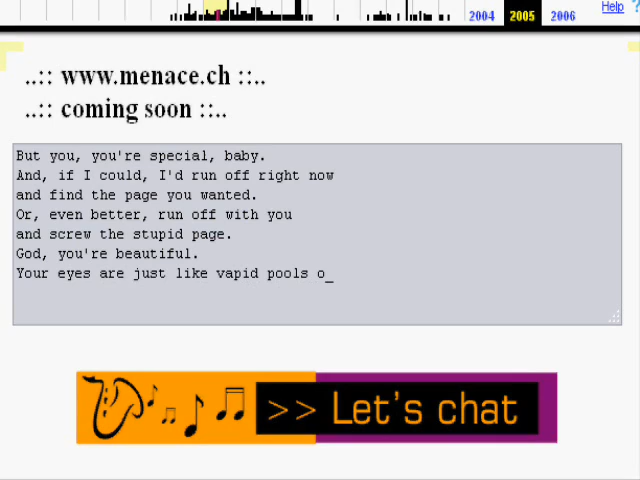 2004 2005 2006 Help ?
..:: www.menace.ch ::..
..:: coming soon ::..
But you, you're special, baby.
And, if I could, I'd run off right now
and find the page you wanted.
Or, even better, run off with you
and screw the stupid page.
God, you're beautiful.
Your eyes are just like vapid pools o_
>> Let's chat